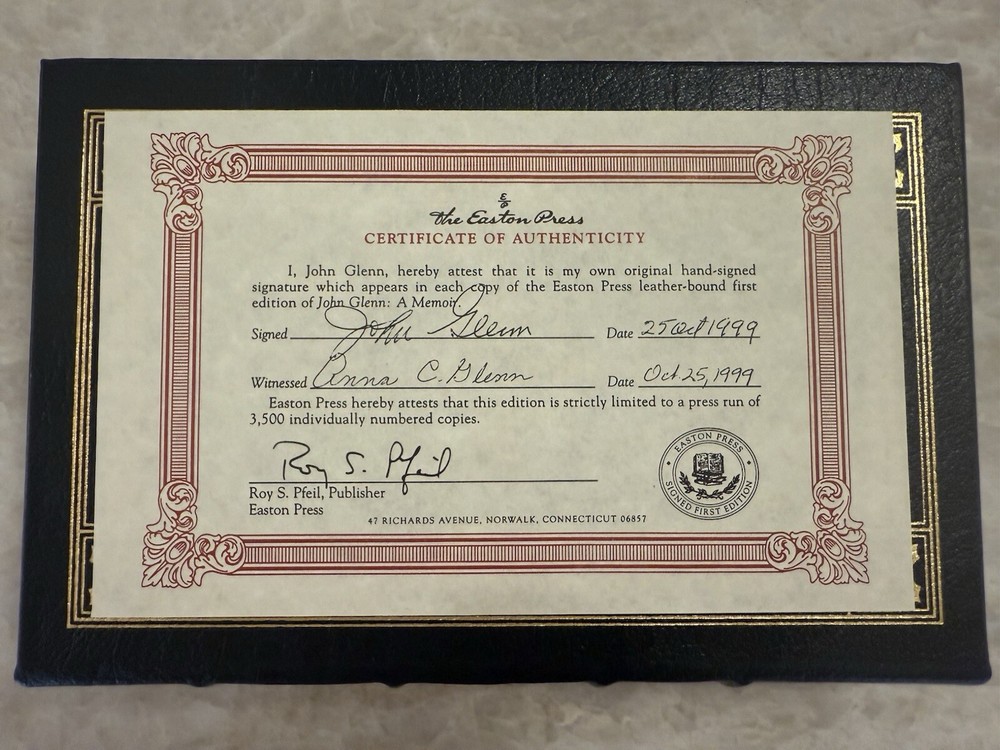 E/P
The Easton Press
CERTIFICATE OF AUTHENTICITY
I, John Glenn, hereby attest that it is my own original hand-signed
signature which appears in each copy of the Easton Press leather-bound first
edition of John Glenn: A Memoir.
Signed John Glenn Date 25 Oct 1999
Witnessed Anna C. Glenn Date Oct. 25, 1999
Easton Press hereby attests that this edition is strictly limited to a press run of
3,500 individually numbered copies.
Roy S. Pfeil
Roy S. Pfeil, Publisher
Easton Press
EASTON PRESS
SIGNED FIRST EDITION
47 RICHARDS AVENUE, NORWALK, CONNECTICUT 06857